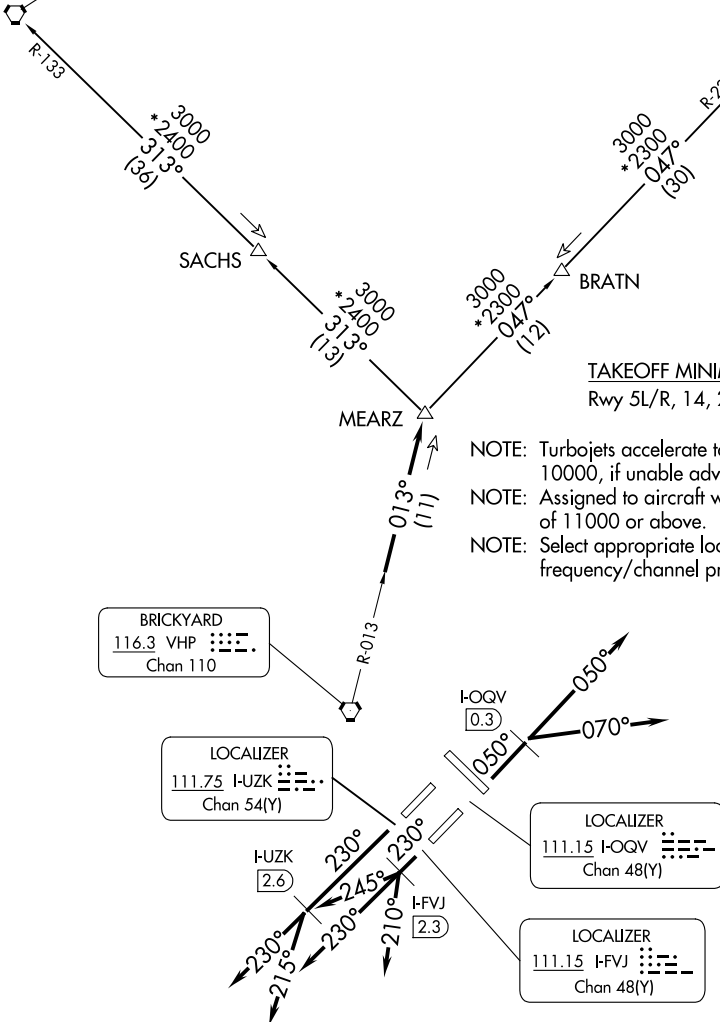 R-133
3000
*2400
313°
(36)
R-2
3000
*2300
047°
(30)
SACHS
BRATN
3000
*2400
313°
(13)
3000
*2300
047°
(12)
MEARZ
TAKEOFF MINI
Rwy 5L/R, 14, 2
NOTE: Turbojets accelerate to
10000, if unable adv
NOTE: Assigned to aircraft w
of 11000 or above.
NOTE: Select appropriate loc
frequency/channel pr
013°
(11)
R-013
BRICKYARD
116.3 VHP
Chan 110
I-OQV
0.3
050°
070°
050°
LOCALIZER
111.75 I-UZK
Chan 54(Y)
LOCALIZER
111.15 I-OQV
Chan 48(Y)
I-UZK
2.6
230°
230°
245°
I-FVJ
2.3
230°
215°
230°
210°
LOCALIZER
111.15 I-FVJ
Chan 48(Y)